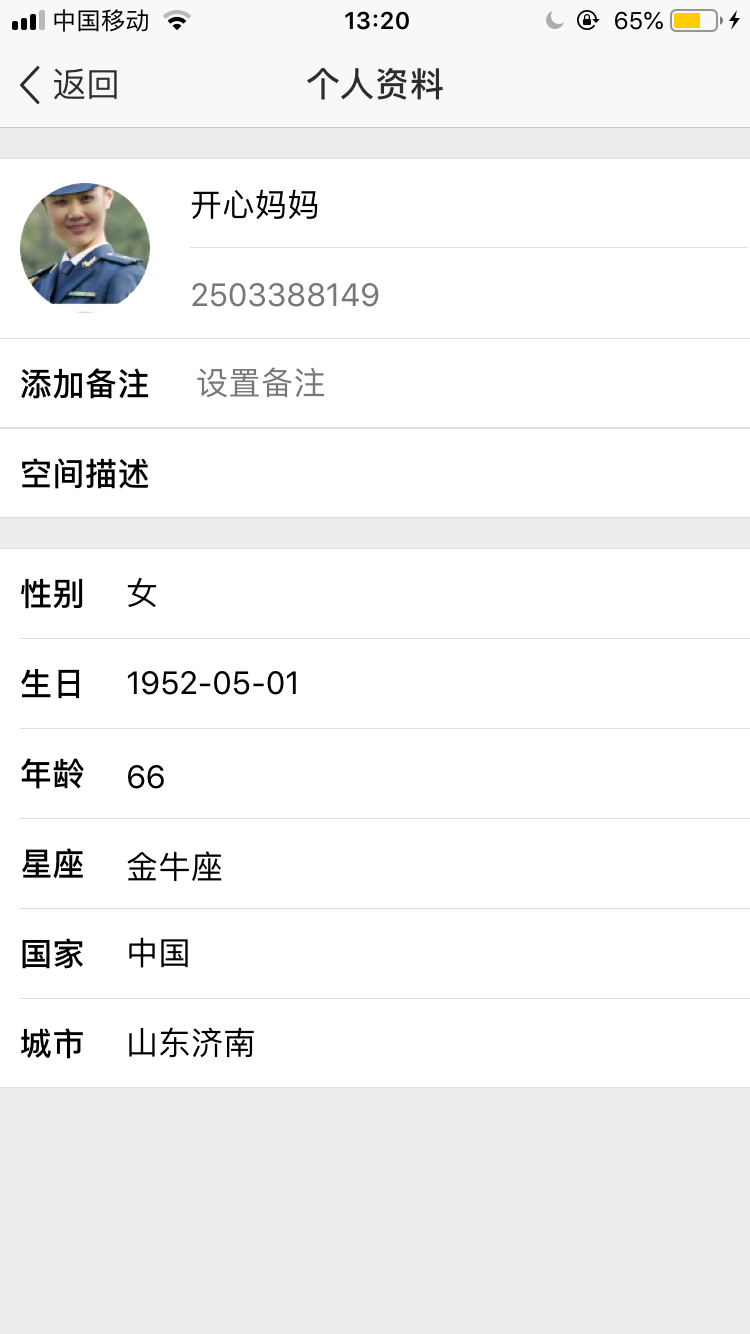 中国移动 13:20 65%
返回 个人资料
开心妈妈
2503388149
添加备注 设置备注
空间描述
性别 女
生日 1952-05-01
年龄 66
星座 金牛座
国家 中国
城市 山东济南